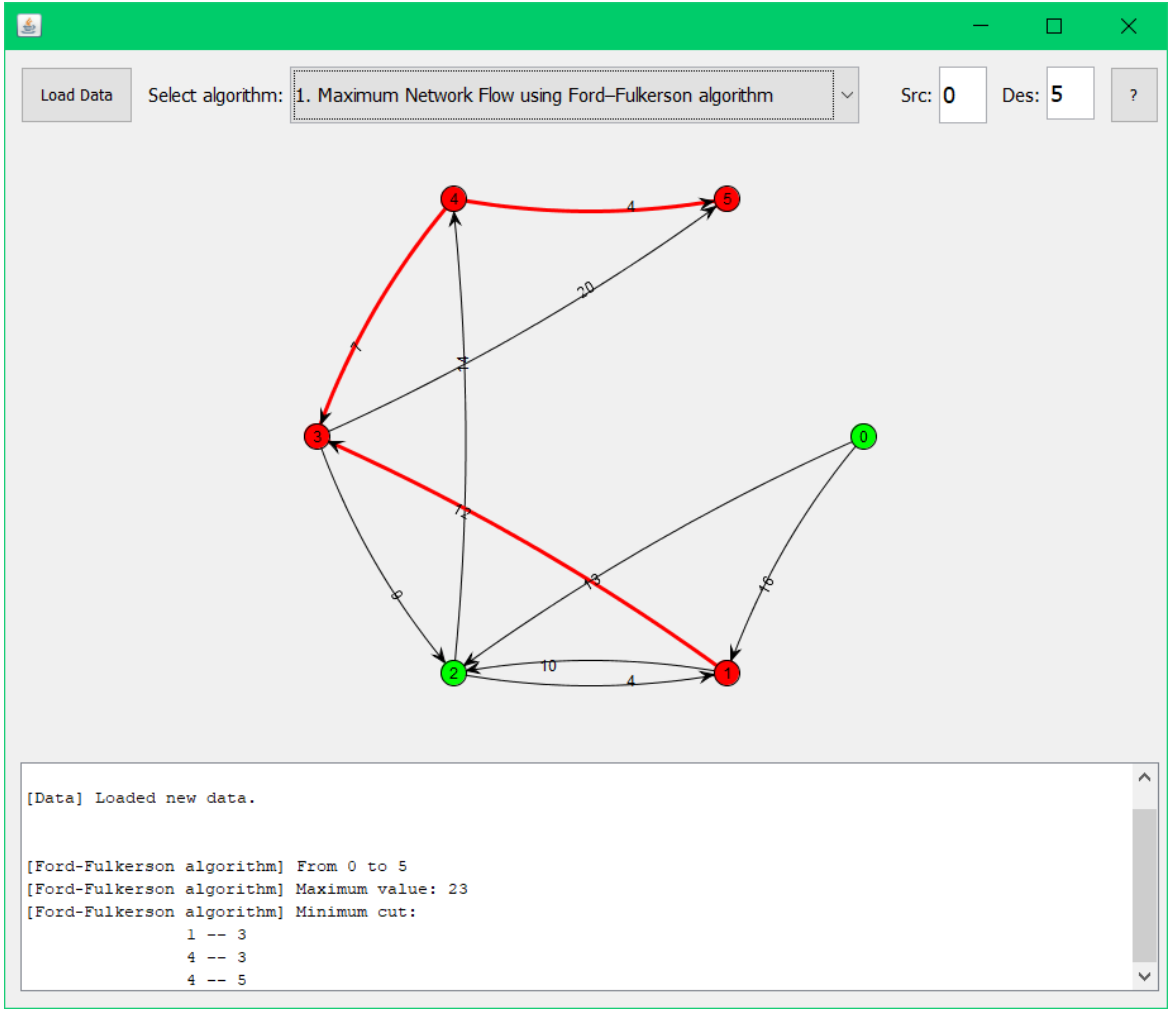 Load Data Select algorithm: 1. Maximum Network Flow using Ford–Fulkerson algorithm Src: 0 Des: 5 ?
4 4 5
20
7 14
3 0
12
13 16
9
10
2 4 1
[Data] Loaded new data.
[Ford-Fulkerson algorithm] From 0 to 5
[Ford-Fulkerson algorithm] Maximum value: 23
[Ford-Fulkerson algorithm] Minimum cut:
1 -- 3
4 -- 3
4 -- 5